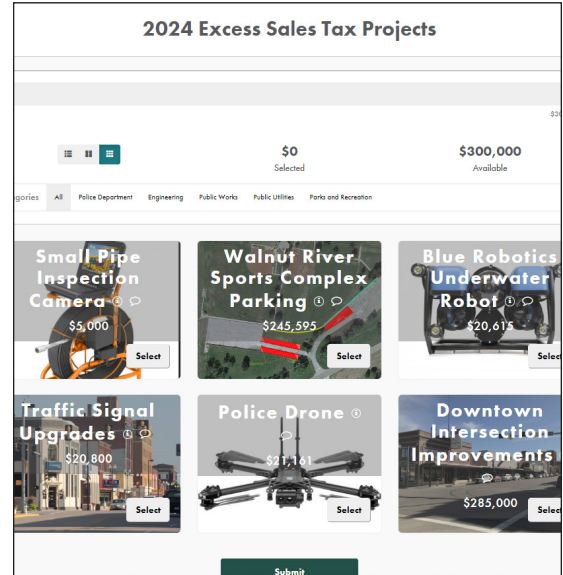 2024 Excess Sales Tax Projects
$0
$300,000
Selected
Available
gories All Police Department Engineering Public Works Public Utilities Parks and Recreation
Small Pipe
Inspection
Camera
$5,000
Select
Walnut River
Sports Complex
Parking
$245,595
Select
Blue Robotics
Underwater
Robot
$20,615
Select
Traffic Signal
Upgrades
$20,800
Select
Police Drone
$21,161
Select
Downtown
Intersection
Improvements
$285,000
Select
Submit